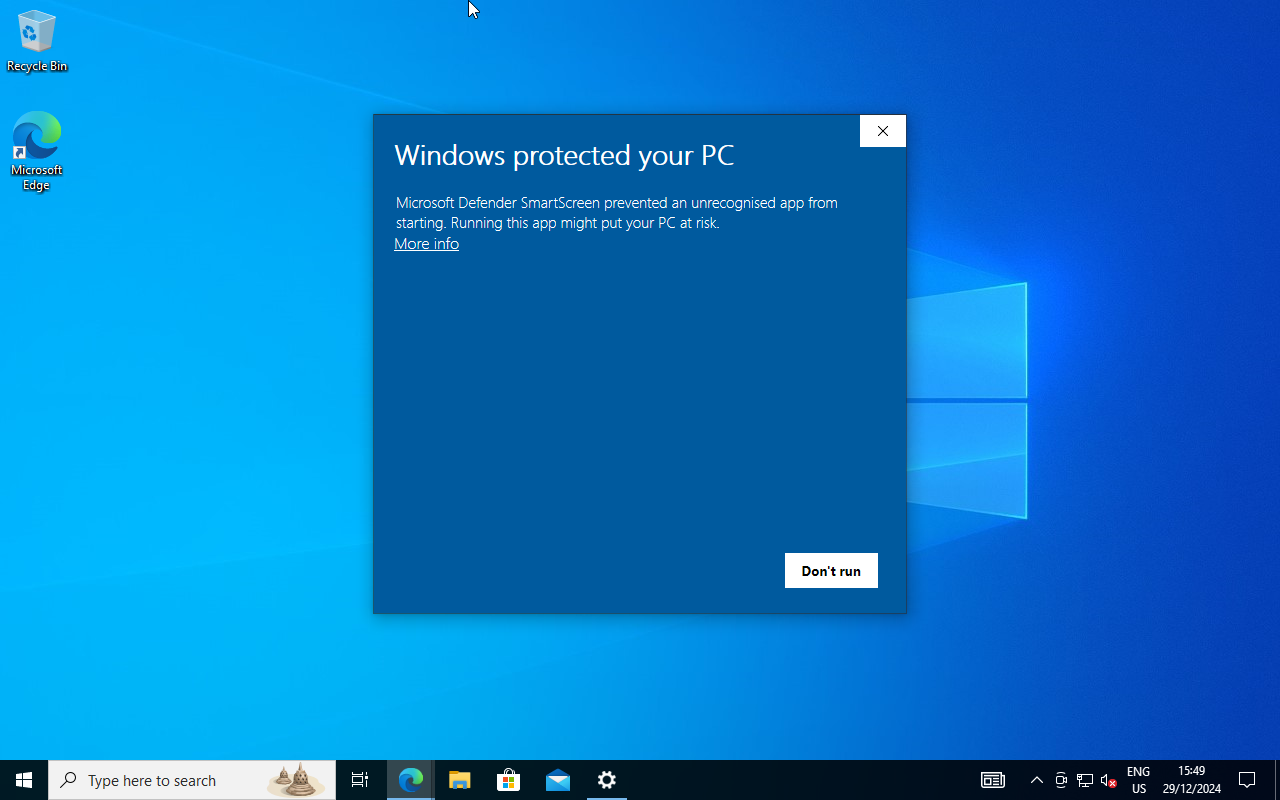 Recycle Bin
Microsoft
Edge
Windows protected your PC
Microsoft Defender SmartScreen prevented an unrecognised app from
starting. Running this app might put your PC at risk.
More info
Don't run
Type here to search
ENG
US
15:49
29/12/2024